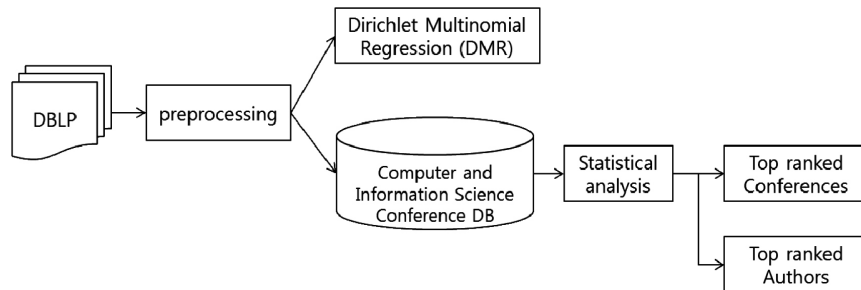 Dirichlet Multinomial
Regression (DMR)
DBLP
preprocessing
Computer and
Information Science
Conference DB
Statistical
analysis
Top ranked
Conferences
Top ranked
Authors